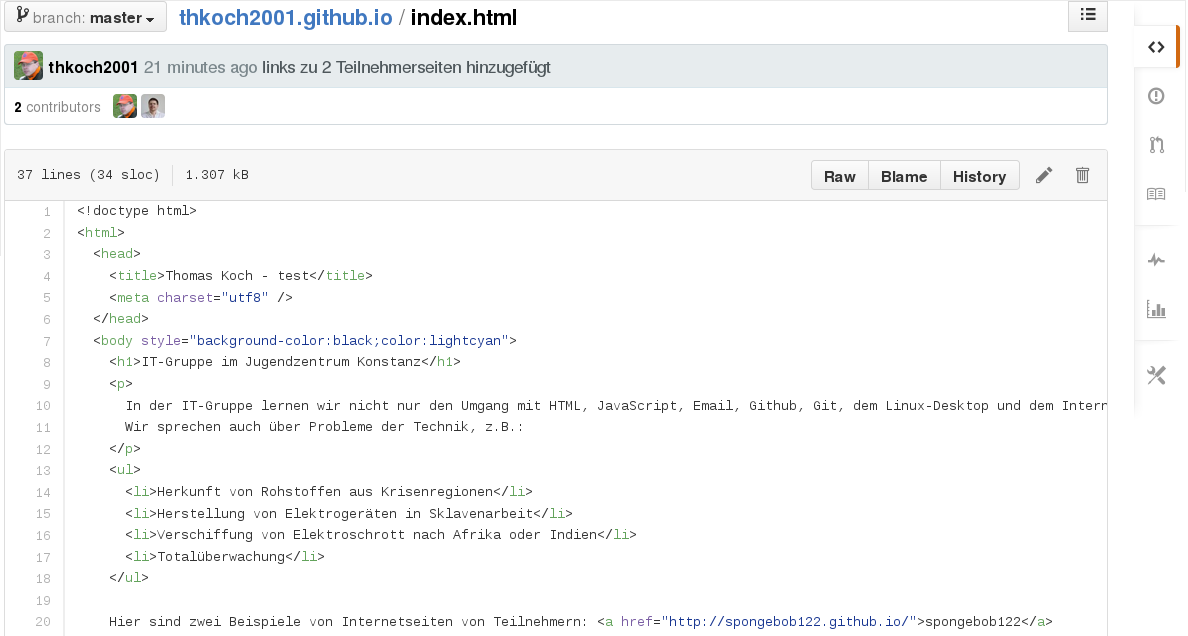 branch: master
thkoch2001.github.io / index.html
thkoch2001 21 minutes ago links zu 2 Teilnehmerseiten hinzugefügt
2 contributors
37 lines (34 sloc) 1.307 kB
Raw Blame History
1 <!doctype html>
2 <html>
3 <head>
4 <title>Thomas Koch - test</title>
5 <meta charset="utf8" />
6 </head>
7 <body style="background-color:black;color:lightcyan">
8 <h1>IT-Gruppe im Jugendzentrum Konstanz</h1>
9 <p>
10 In der IT-Gruppe lernen wir nicht nur den Umgang mit HTML, JavaScript, Email, Github, Git, dem Linux-Desktop und dem Intern
11 Wir sprechen auch über Probleme der Technik, z.B.:
12 </p>
13 <ul>
14 <li>Herkunft von Rohstoffen aus Krisenregionen</li>
15 <li>Herstellung von Elektrogeräten in Sklavenarbeit</li>
16 <li>Verschiffung von Elektroschrott nach Afrika oder Indien</li>
17 <li>Totalüberwachung</li>
18 </ul>
19
20 Hier sind zwei Beispiele von Internetseiten von Teilnehmern: <a href="http://spongebob122.github.io/">spongebob122</a>